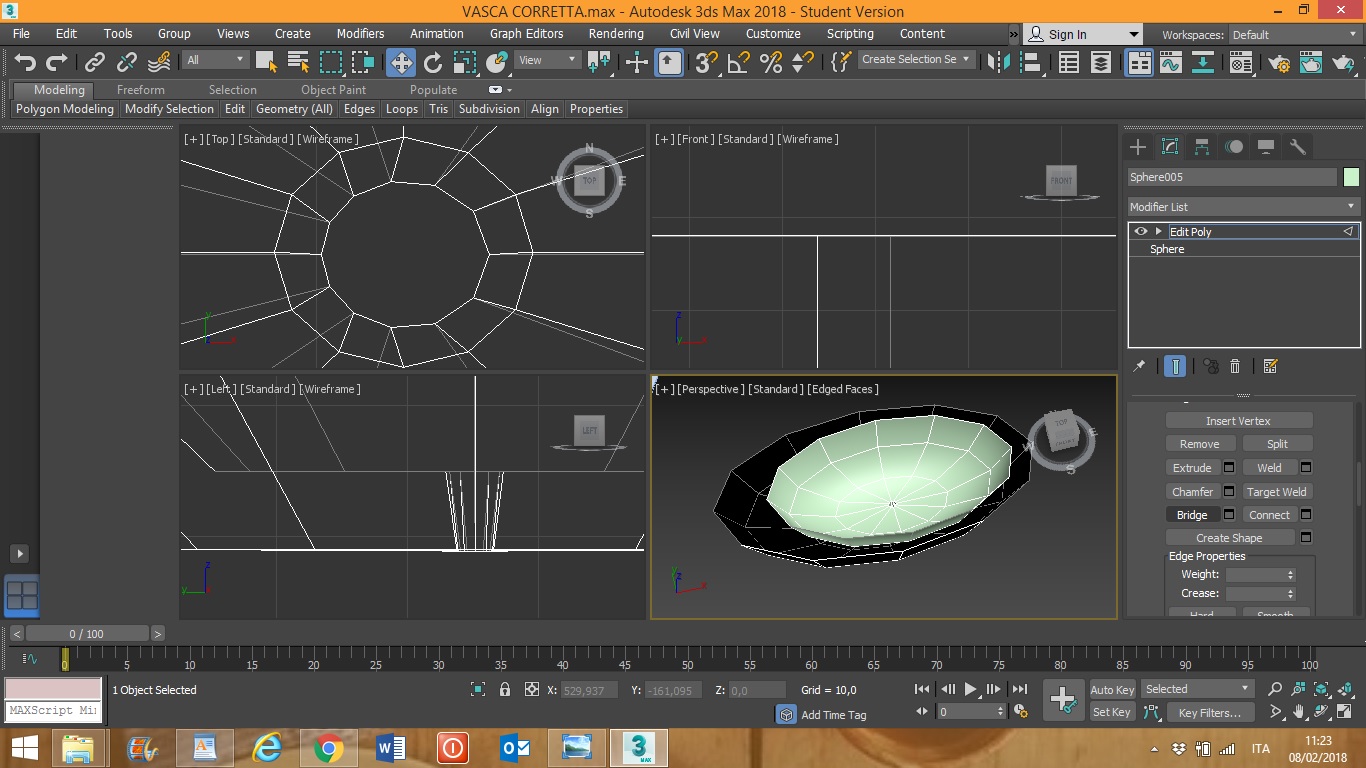 VASCA CORRETTA.max - Autodesk 3ds Max 2018 - Student Version
File Edit Tools Group Views Create Modifiers Animation Graph Editors Rendering Civil View Customize Scripting Content » Sign In Workspaces: Default
All View Create Selection Se
Modeling Freeform Selection Object Paint Populate
Polygon Modeling Modify Selection Edit Geometry (All) Edges Loops Tris Subdivision Align Properties
[+] [Top] [Standard] [Wireframe]
N
W TOP E
S
[+] [Front] [Standard] [Wireframe]
FRONT
y
x
z
y x
[+] [Left] [Standard] [Wireframe]
LEFT
z
y
[+] [Perspective] [Standard] [Edged Faces]
TOP
FRONT
W E
S
z
x
Sphere005
Modifier List
Edit Poly
Sphere
Insert Vertex
Remove Split
Extrude Weld
Chamfer Target Weld
Bridge Connect
Create Shape
Edge Properties
Weight:
Crease:
Hard Smooth
< 0 / 100 >
0 5 10 15 20 25 30 35 40 45 50 55 60 65 70 75 80 85 90 95 100
1 Object Selected
X: 529,937 Y: -161,095 Z: 0,0 Grid = 10,0
Add Time Tag
0
Auto Key Selected
Set Key Key Filters...
MAXScript Mi
ITA
11:23
08/02/2018